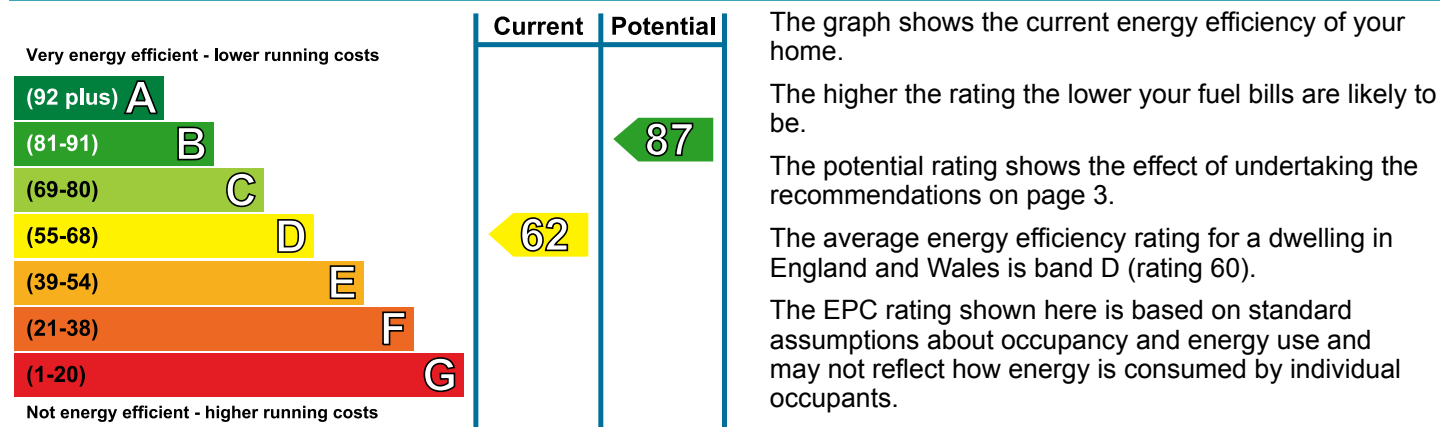 Current Potential
Very energy efficient - lower running costs
(92 plus) A
(81-91) B
87
(69-80) C
(55-68) D
62
(39-54) E
(21-38) F
(1-20) G
Not energy efficient - higher running costs
The graph shows the current energy efficiency of your
home.
The higher the rating the lower your fuel bills are likely to
be.
The potential rating shows the effect of undertaking the
recommendations on page 3.
The average energy efficiency rating for a dwelling in
England and Wales is band D (rating 60).
The EPC rating shown here is based on standard
assumptions about occupancy and energy use and
may not reflect how energy is consumed by individual
occupants.